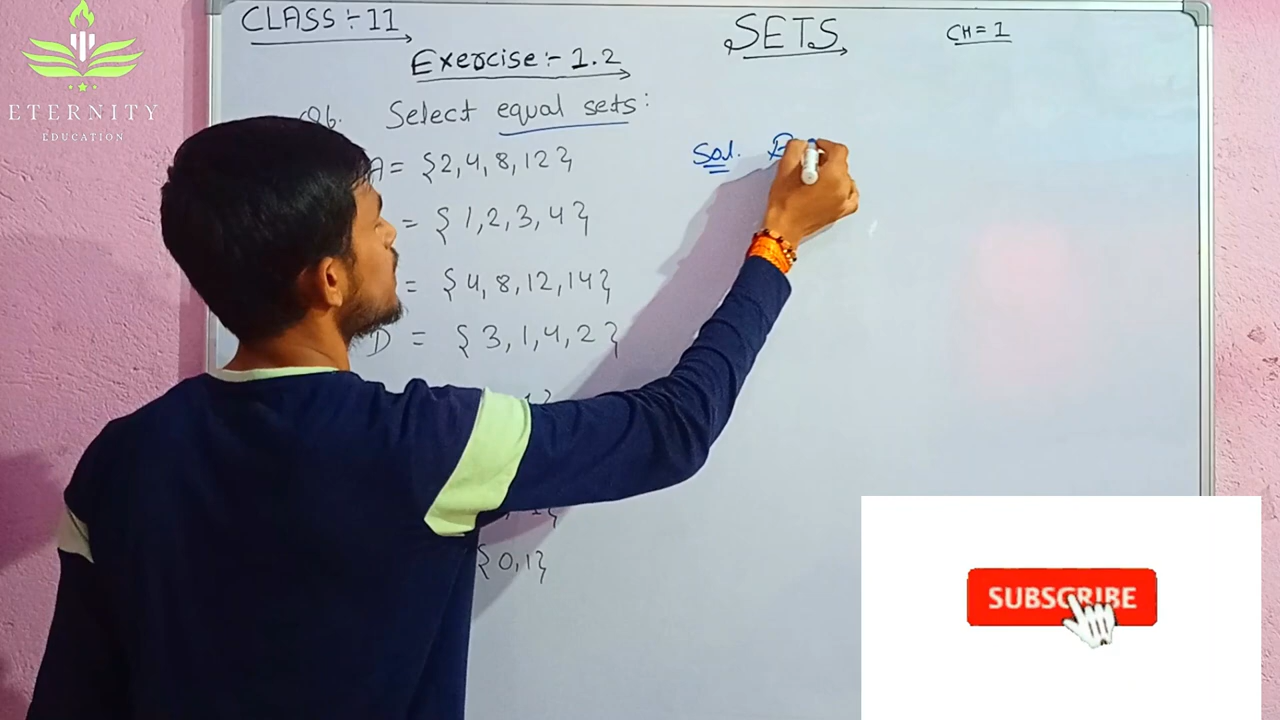 ETERNITY
EDUCATION
CLASS :- 11
SETS
CH = 1
Exercise :- 1.2
Q6. Select equal sets :
A = {2, 4, 8, 12}
= {1, 2, 3, 4}
= {4, 8, 12, 14}
D = {3, 1, 4, 2}
{0, 1}
Sol. B
SUBSCRIBE